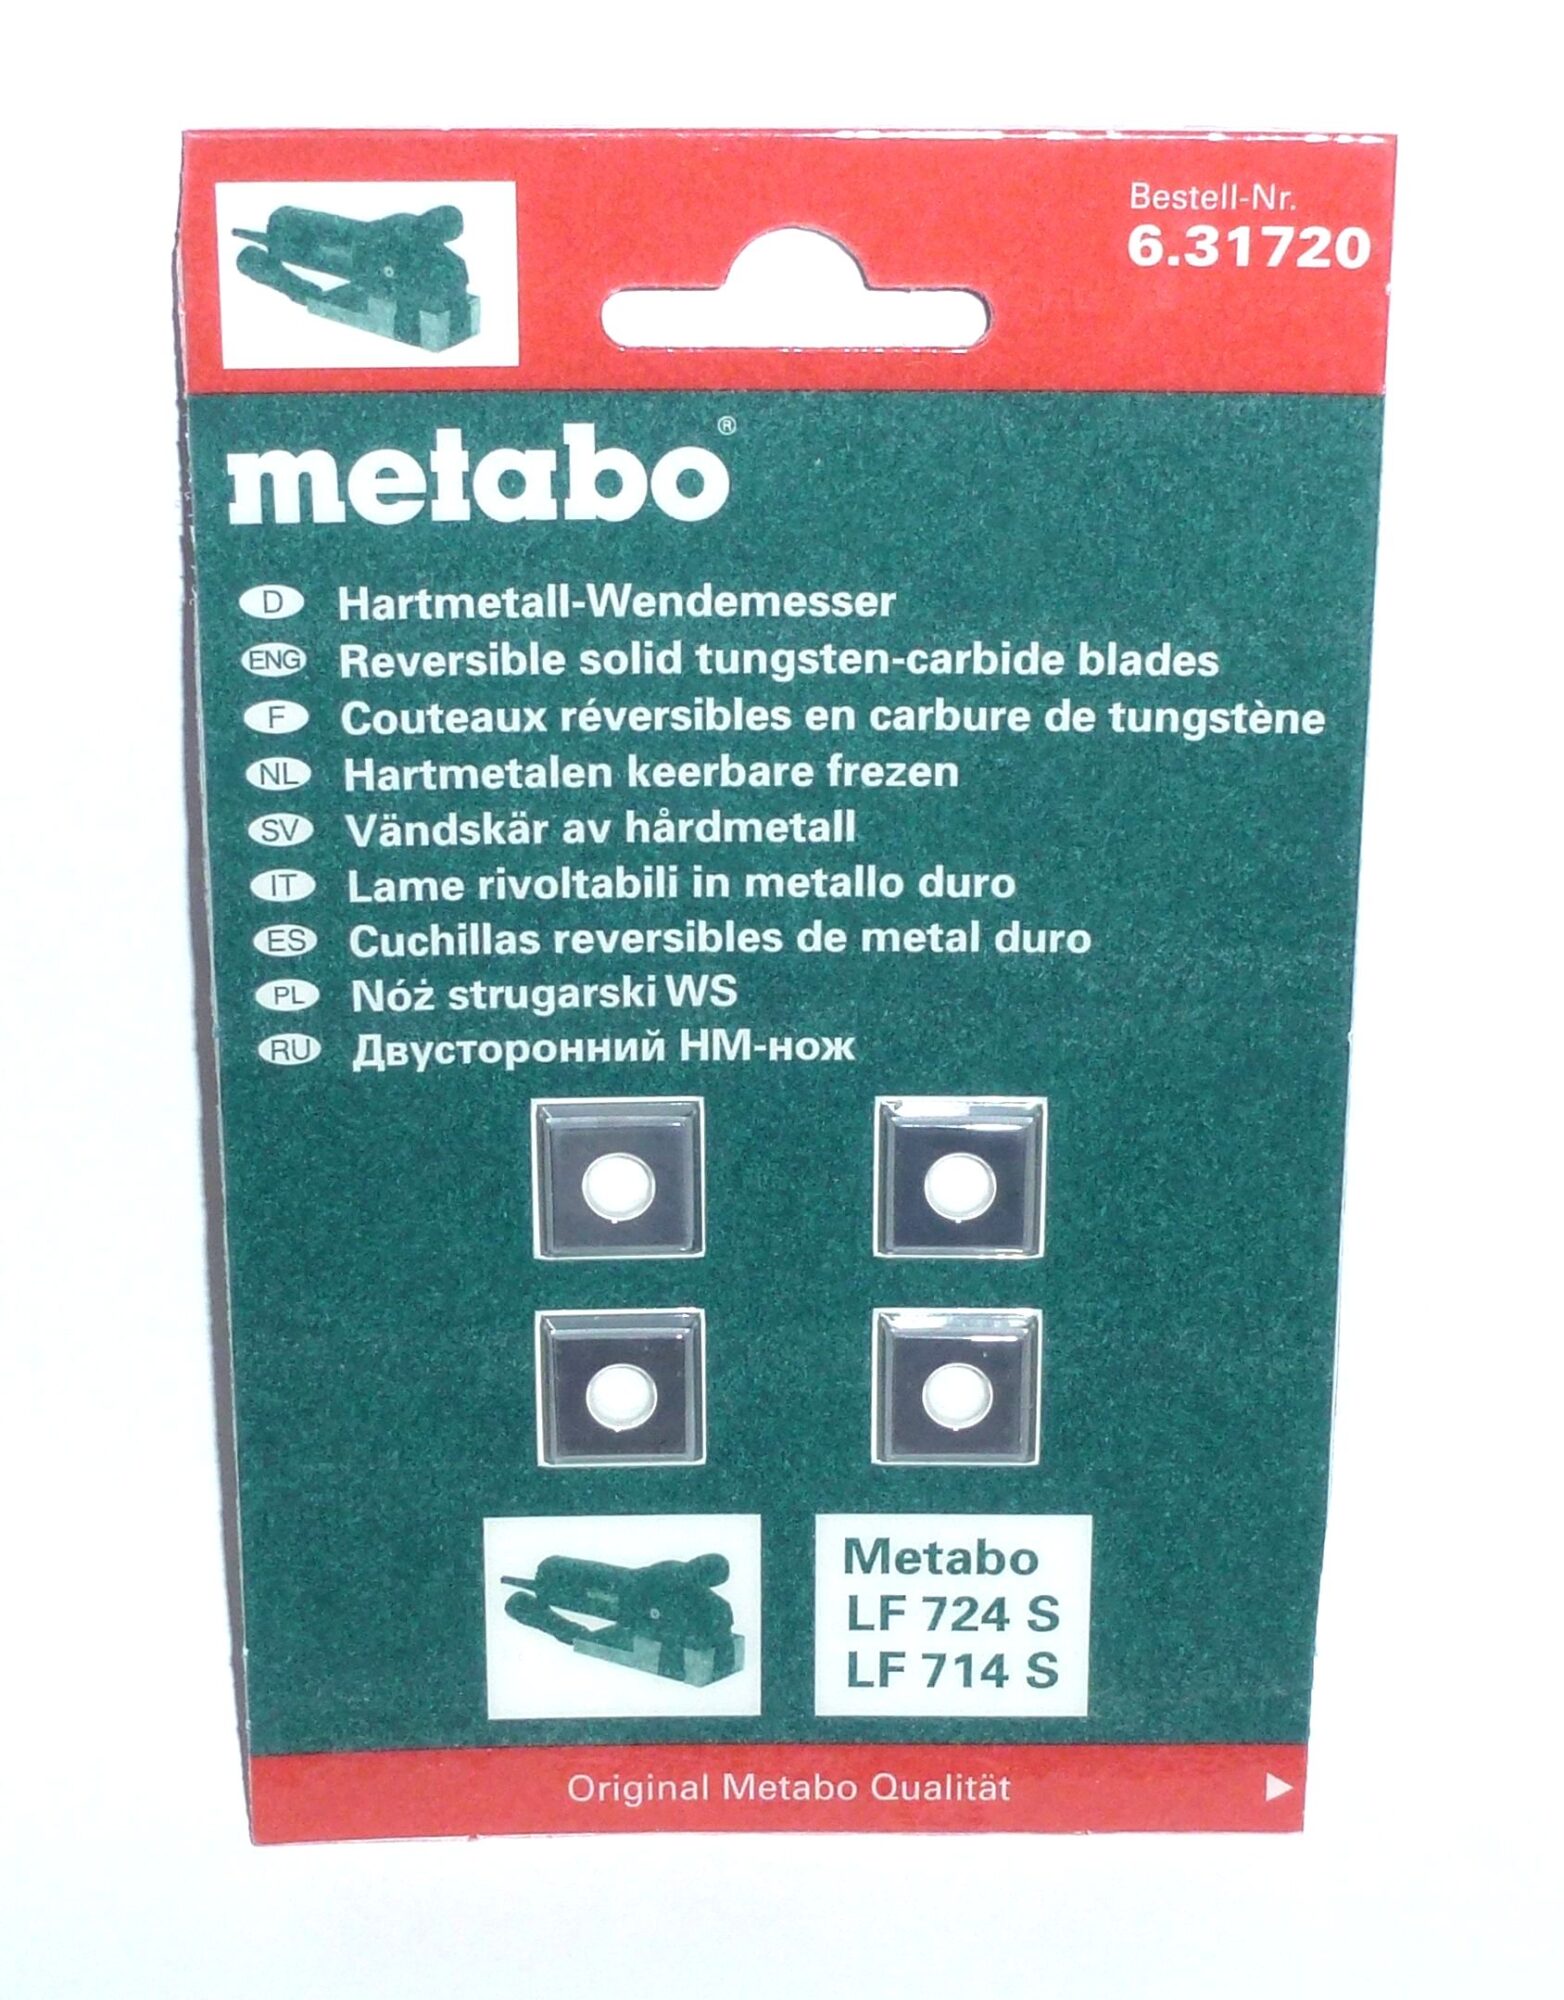 Bestell-Nr.
6.31720
metabo®
D Hartmetall-Wendemesser
ENG Reversible solid tungsten-carbide blades
F Couteaux réversibles en carbure de tungstène
NL Hartmetalen keerbare frezen
SV Vändskär av hårdmetall
IT Lame rivoltabili in metallo duro
ES Cuchillas reversibles de metal duro
PL Nóż strugarski WS
RU Двусторонний НМ-нож
Metabo
LF 724 S
LF 714 S
Original Metabo Qualität